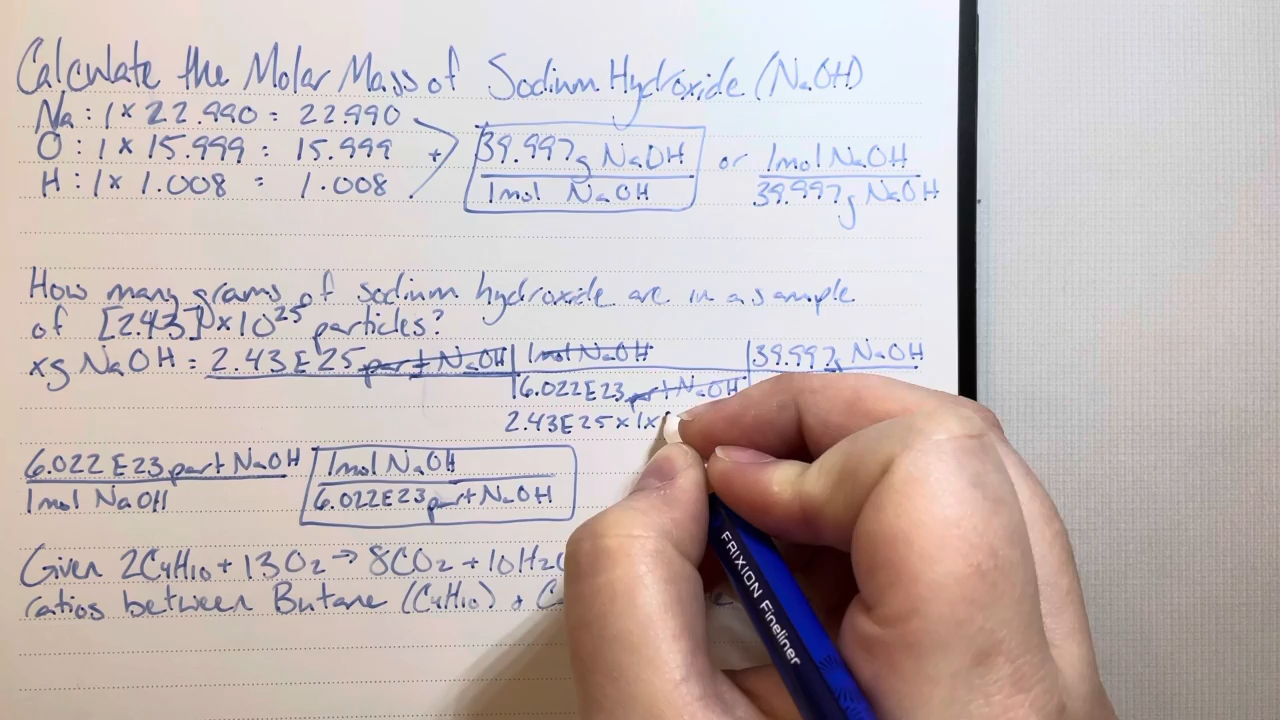 Calculate the Molar Mass of Sodium Hydroxide (NaOH)
Na : 1 × 22.990 = 22.990
O : 1 × 15.999 = 15.999
H : 1 × 1.008 = 1.008
+
39.997g NaOH
1mol NaOH
or
1mol NaOH
39.997g NaOH
How many grams of sodium hydroxide are in a sample
of [2.43] × 10²⁵ particles?
xg NaOH = 2.43E25 part NaOH | 1mol NaOH | 39.997g NaOH
6.022E23 part NaOH
2.43E25 × 1 ×
6.022E23 part NaOH
1mol NaOH
1mol NaOH
6.022E23 part NaOH
Given 2C₄H₁₀ + 13O₂ → 8CO₂ + 10H₂O
ratios between Butane (C₄H₁₀) &
FRIXION Fineliner